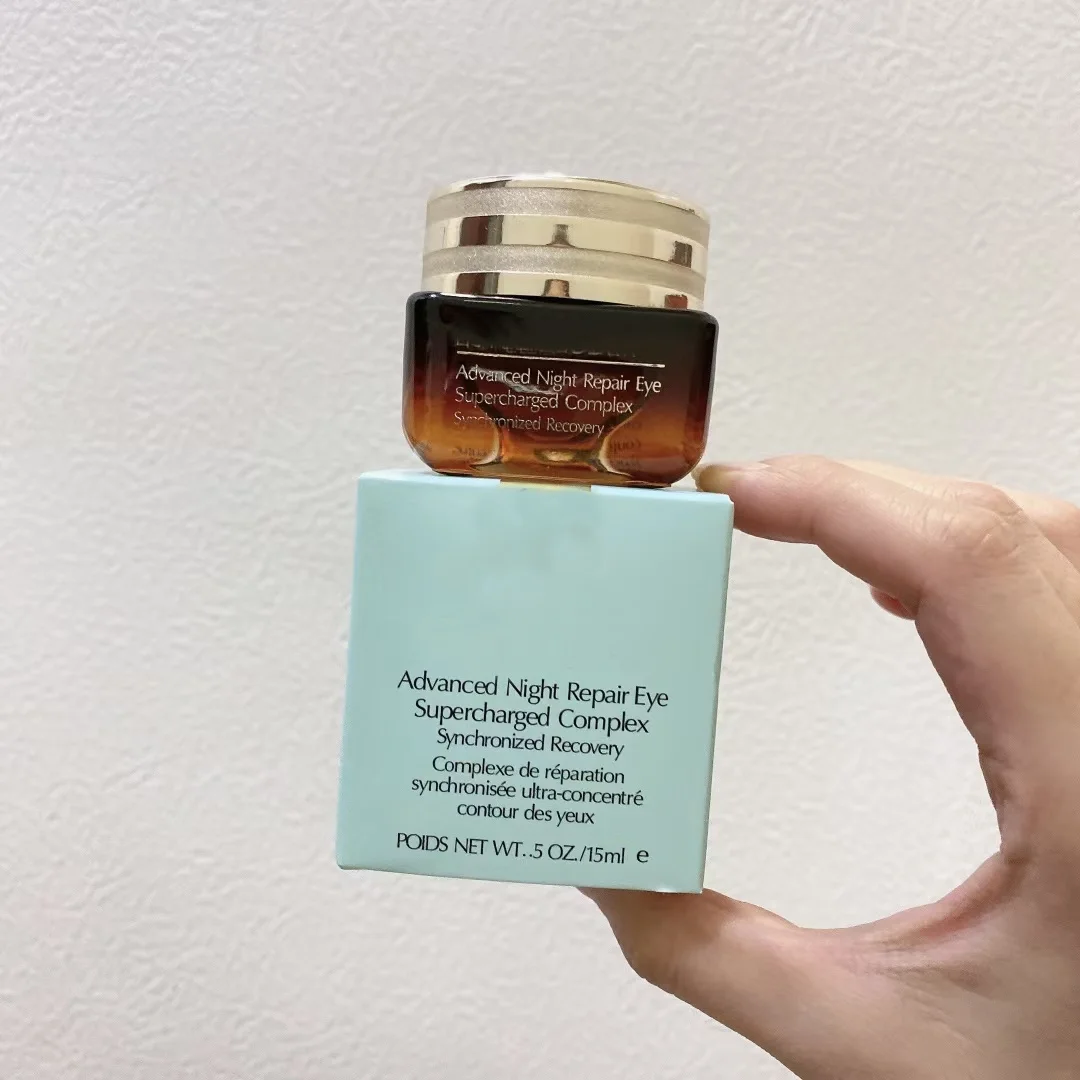 Advanced Night Repair Eye
Supercharged Complex
Synchronized Recovery
Advanced Night Repair Eye
Supercharged Complex
Synchronized Recovery
Complexe de réparation
synchronisée ultra-concentré
contour des yeux
POIDS NET WT. .5 OZ./15ml e